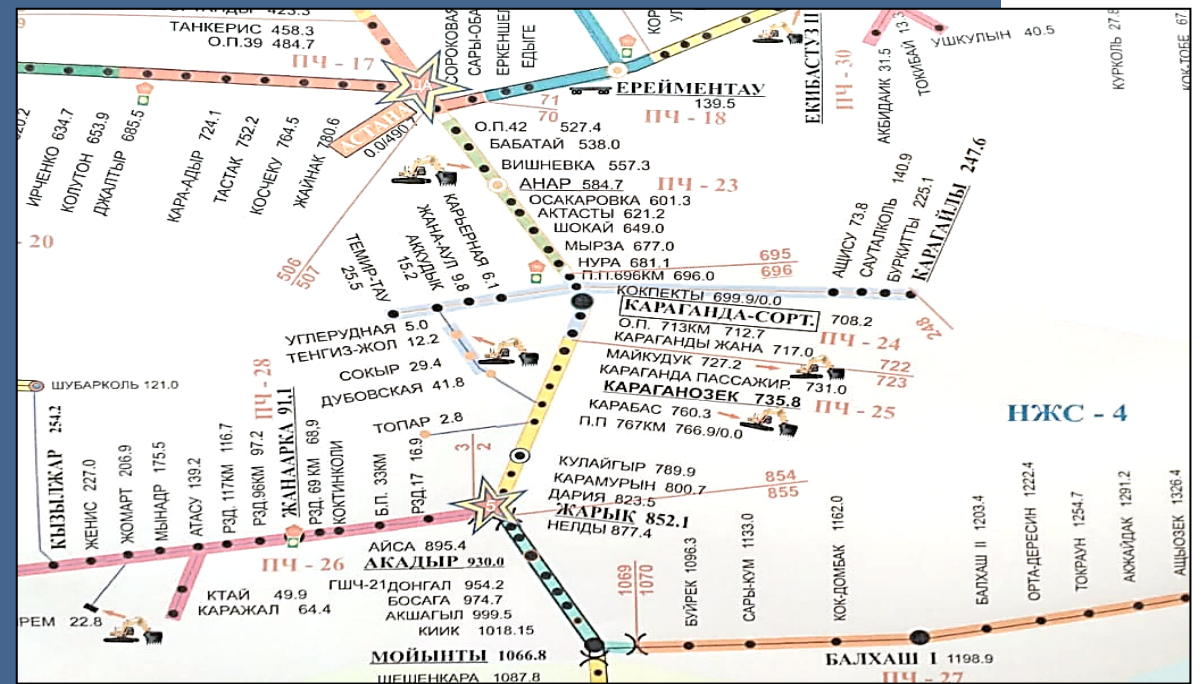 ТАНКЕРИС 458.3
О.П.39 484.7
ПЧ - 17
СОРОКОВАЯ
ЕДЫГЕ
71
70
ЕРЕЙМЕНТАУ
139.5
ПЧ - 18
ЕКИБАСТУЗ II
ПЧ - 30
АКБИДАИК 31.5
ТОКИБАЙ 13.3
УШКУЛЫН 40.5
ИРЧЕНКО 634.7
КОЛУТОН 653.9
ДЖАЛТЫР 685.5
КАРА-АДЫР 724.1
ТАСТАК 752.2
КОСЧЕКУ 764.5
ЖАЙНАК 780.6
АСТАНА
0.0/490.7
- 20
506
507
О.П.42 527.4
БАБАТАЙ 538.0
ВИШНЕВКА 557.3
АНАР 584.7
ПЧ - 23
ОСАКАРОВКА 601.3
АКТАСТЫ 621.2
ШОКАЙ 649.0
МЫРЗА 677.0
НУРА 681.1
П.П.696КМ 696.0
695
696
КОКПЕКТЫ 699.9/0.0
АЩИСУ 73.8
САУТАЛКОЛЬ 140.9
БУРКИТТЫ 225.1
КАРАГАЙЛЫ 247.6
248
ТЕМИР-ТАУ
25.5
АККУДЫК
15.2
ЖАНА-АУЛ 9.8
КАРЬЕРНАЯ 6.1
КАРАГАНДА-СОРТ. 708.2
О.П. 713КМ 712.7
КАРАГАНДЫ ЖАНА 717.0
ПЧ - 24
722
723
МАЙКУДУК 727.2
КАРАГАНДА ПАССАЖИР. 731.0
КАРАГАНОЗЕК 735.8
ПЧ - 25
КАРАБАС 760.3
П.П 767КМ 766.9/0.0
НЖС - 4
УГЛЕРУДНАЯ 5.0
ТЕНГИЗ-ЖОЛ 12.2
СОКЫР 29.4
ДУБОВСКАЯ 41.8
ТОПАР 2.8
3
2
ШУБАРКОЛЬ 121.0
ПЧ - 28
КЫЗЫЛЖАР 254.2
ЖЕНИС 227.0
ЖОМАРТ 206.9
МЫНАДР 175.5
АТАСУ 139.2
РЗД. 117КМ 116.7
РЗД.96КМ 97.2
ЖАНААРКА 91.1
РЗД. 69 КМ 68.9
КОКТИНКОЛИ
Б.П. 33КМ
РЗД.17 16.9
КУЛАЙГЫР 789.9
КАРАМУРЫН 800.7
ДАРИЯ 823.5
ЖАРЫК 852.1
НЕЛДЫ 877.4
854
855
ПЧ - 26
АЙСА 895.4
АКАДЫР 930.0
ГШЧ-21
ДОНГАЛ 954.2
БОСАГА 974.7
АКШАГЫЛ 999.5
КИИК 1018.15
МОЙЫНТЫ 1066.8
ШЕШЕНКАРА 1087.8
КТАЙ 49.9
КАРАЖАЛ 64.4
РЕМ 22.8
1069
1070
БУЙРЕК 1096.3
САРЫ-КУМ 1133.0
КОК-ДОМБАК 1162.0
БАЛХАШ I 1198.9
ПЧ - 27
БАЛХАШ II 1203.4
ОРТА-ДЕРЕСИН 1222.4
ТОКРАУН 1254.7
АКЖАЙДАК 1291.2
АЩЫОЗЕК 1326.4